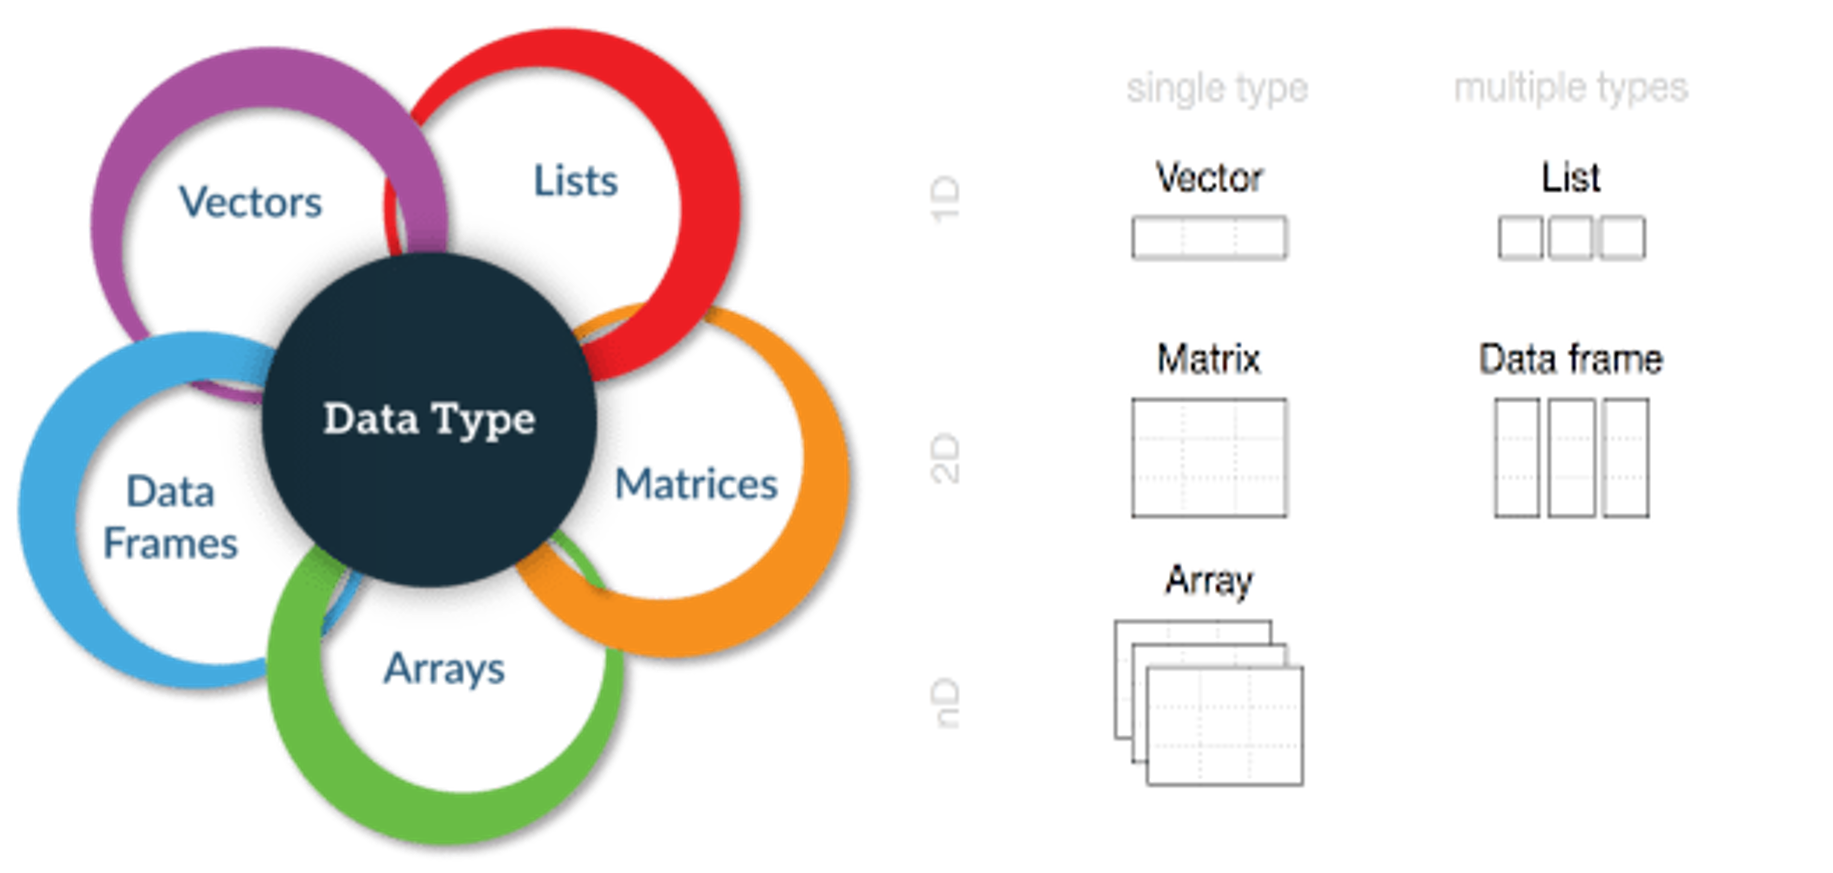 Vectors
Lists
Data Type
Matrices
Data
Frames
Arrays
single type
multiple types
1D
Vector
List
2D
Matrix
Data frame
nD
Array